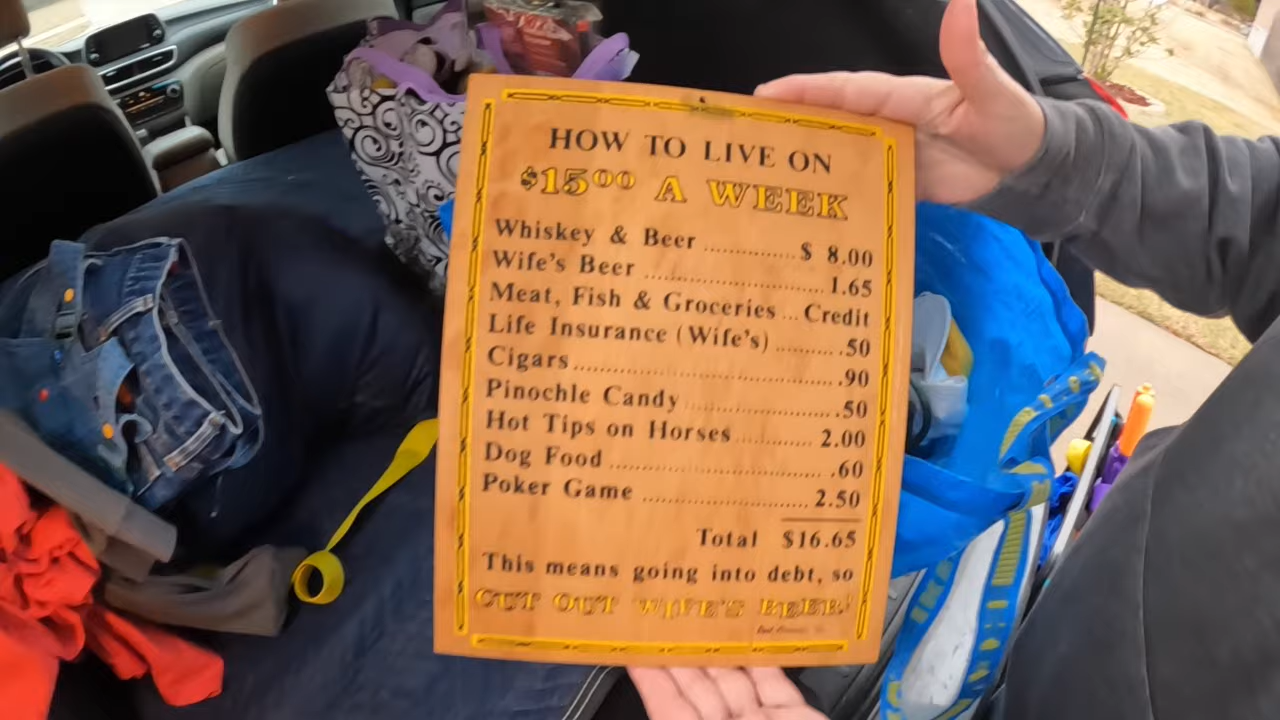 HOW TO LIVE ON
$15⁰⁰ A WEEK
Whiskey & Beer ............. $ 8.00
Wife's Beer ........................ 1.65
Meat, Fish & Groceries ... Credit
Life Insurance (Wife's) ......... .50
Cigars ................................... .90
Pinochle Candy .................... .50
Hot Tips on Horses ............ 2.00
Dog Food ............................... .60
Poker Game ....................... 2.50
Total $16.65
This means going into debt, so
CUT OUT WIFE'S BEER!